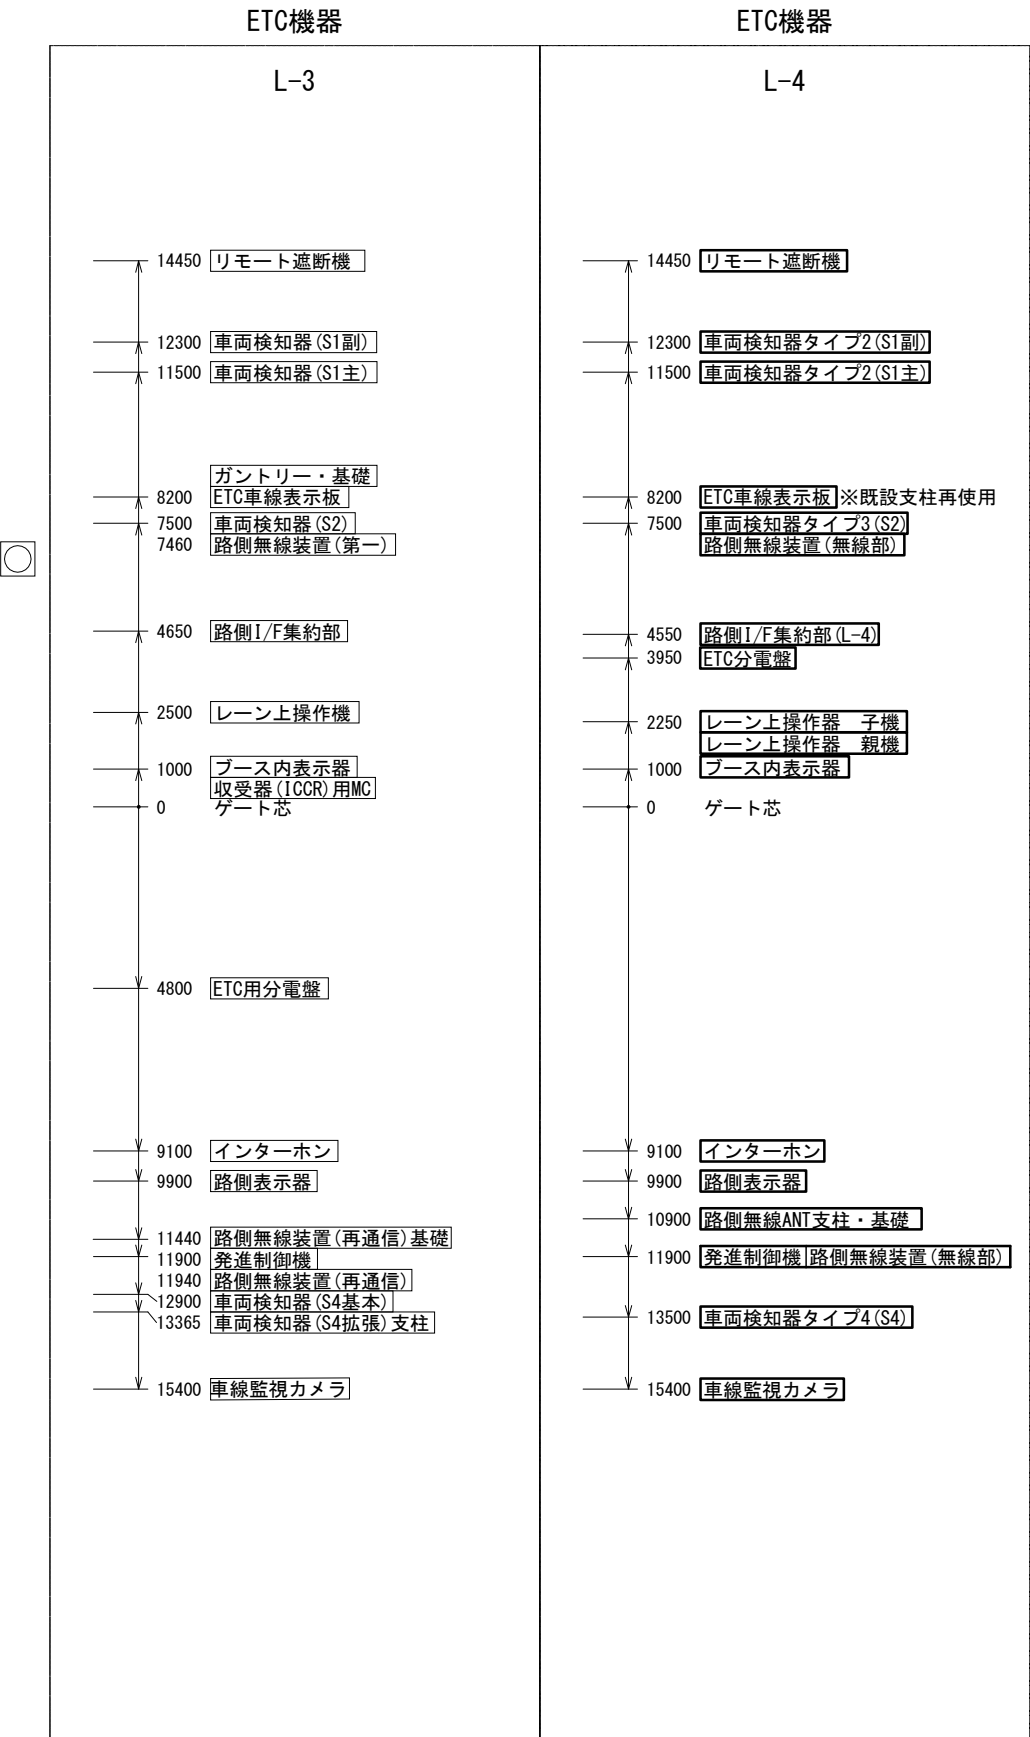 ETC機器
L-3
14450 リモート遮断機
12300 車両検知器(S1副)
11500 車両検知器(S1主)
ガントリー・基礎
8200 ETC車線表示板
7500 車両検知器(S2)
7460 路側無線装置(第一)
4650 路側I/F集約部
2500 レーン上操作機
1000 ブース内表示器
収受器(ICCR)用MC
0 ゲート芯
4800 ETC用分電盤
9100 インターホン
9900 路側表示器
11440 路側無線装置(再通信)基礎
11900 発進制御機
11940 路側無線装置(再通信)
12900 車両検知器(S4基本)
13365 車両検知器(S4拡張)支柱
15400 車線監視カメラ
ETC機器
L-4
14450 リモート遮断機
12300 車両検知器タイプ2(S1副)
11500 車両検知器タイプ2(S1主)
8200 ETC車線表示板 ※既設支柱再使用
7500 車両検知器タイプ3(S2)
路側無線装置(無線部)
4550 路側I/F集約部(L-4)
3950 ETC分電盤
2250 レーン上操作器 子機
レーン上操作器 親機
1000 ブース内表示器
0 ゲート芯
9100 インターホン
9900 路側表示器
10900 路側無線ANT支柱・基礎
11900 発進制御機 路側無線装置(無線部)
13500 車両検知器タイプ4(S4)
15400 車線監視カメラ